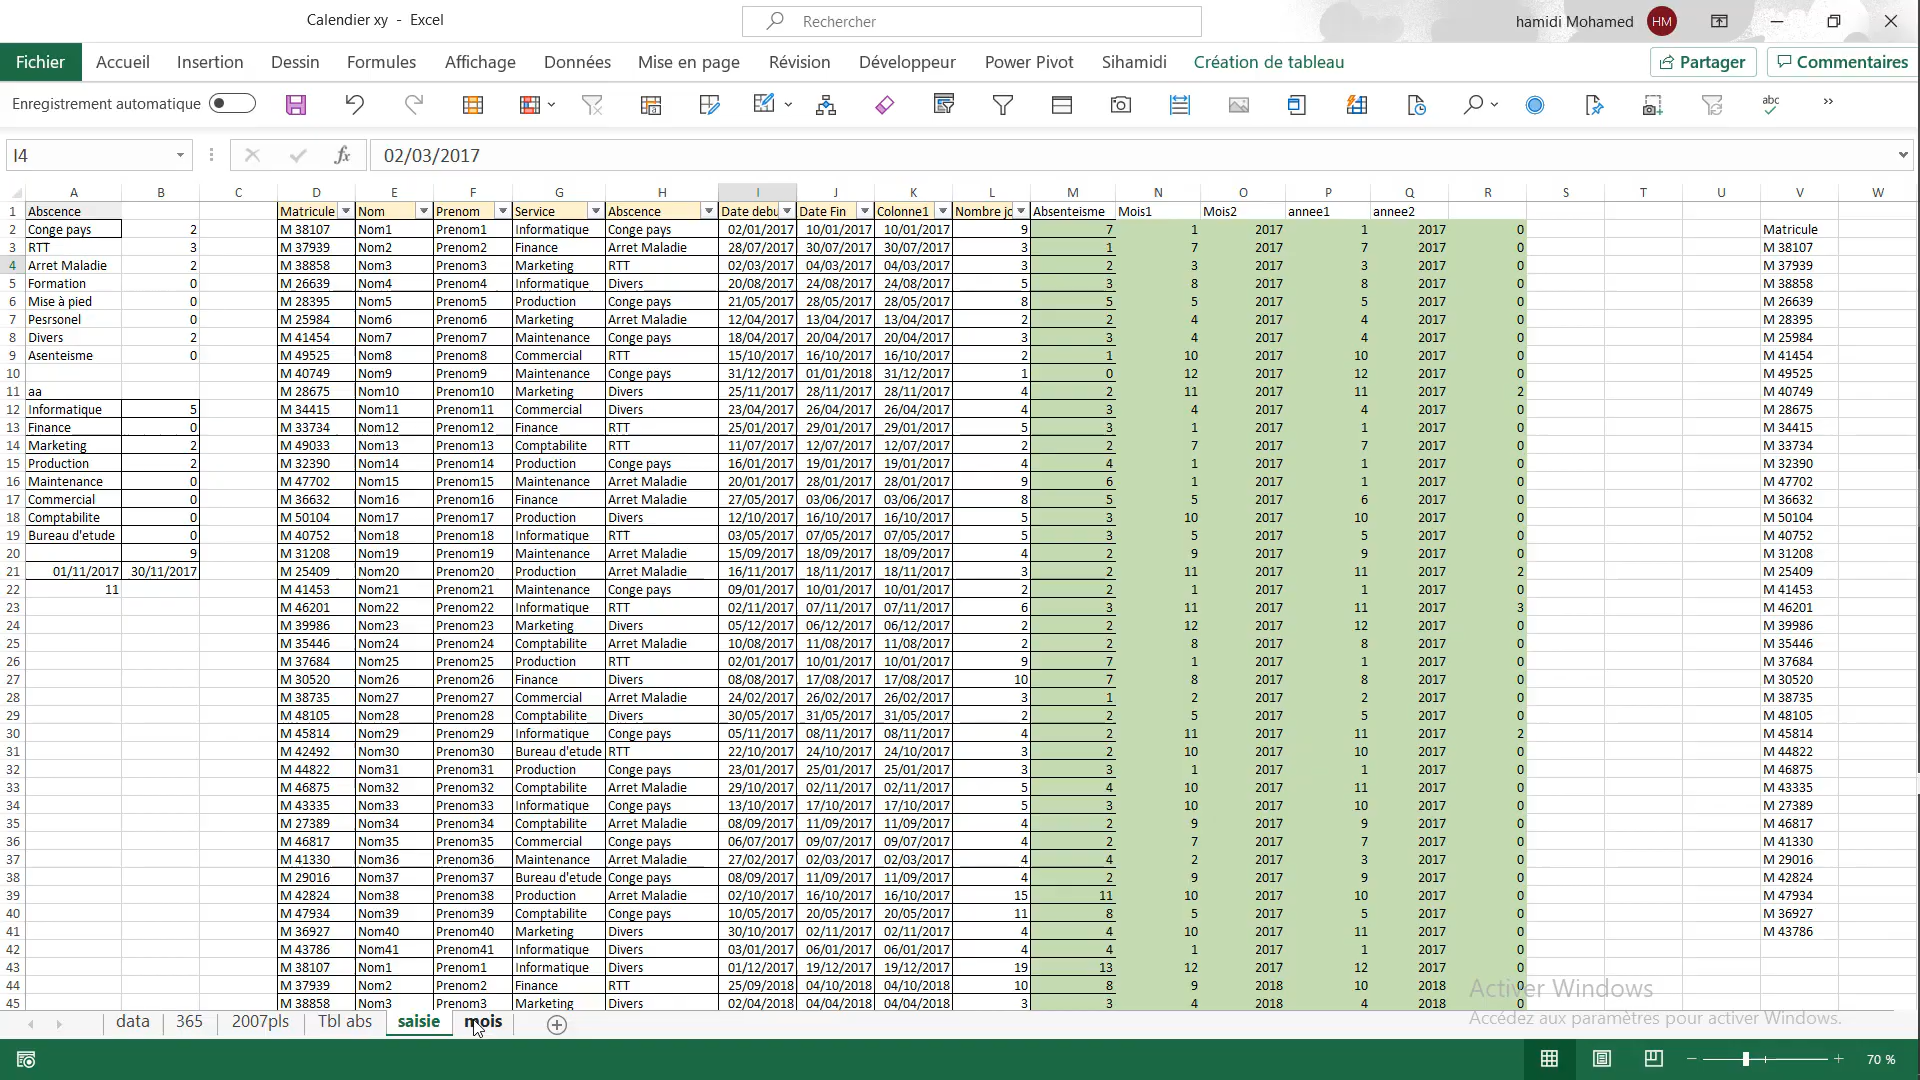 Calendier xy - Excel
Rechercher
hamidi Mohamed HM
Fichier Accueil Insertion Dessin Formules Affichage Données Mise en page Révision Développeur Power Pivot Sihamidi Création de tableau Partager Commentaires
Enregistrement automatique
I4 fx 02/03/2017
A B C D E F G H I J K L M N O P Q R S T U V W
1 Abscence Matricule Nom Prenom Service Abscence Date debu Date Fin Colonne1 Nombre jo Absenteisme Mois1 Mois2 annee1 annee2
2 Conge pays 2 M 38107 Nom1 Prenom1 Informatique Conge pays 02/01/2017 10/01/2017 10/01/2017 9 7 1 2017 1 2017 0 Matricule
3 RTT 3 M 37939 Nom2 Prenom2 Finance Arret Maladie 28/07/2017 30/07/2017 30/07/2017 3 1 7 2017 7 2017 0 M 38107
4 Arret Maladie 2 M 38858 Nom3 Prenom3 Marketing RTT 02/03/2017 04/03/2017 04/03/2017 3 2 3 2017 3 2017 0 M 37939
5 Formation 0 M 26639 Nom4 Prenom4 Informatique Divers 20/08/2017 24/08/2017 24/08/2017 5 3 8 2017 8 2017 0 M 38858
6 Mise à pied 0 M 28395 Nom5 Prenom5 Production Conge pays 21/05/2017 28/05/2017 28/05/2017 8 5 5 2017 5 2017 0 M 26639
7 Pesrsonel 0 M 25984 Nom6 Prenom6 Marketing Arret Maladie 12/04/2017 13/04/2017 13/04/2017 2 2 4 2017 4 2017 0 M 28395
8 Divers 2 M 41454 Nom7 Prenom7 Maintenance Conge pays 18/04/2017 20/04/2017 20/04/2017 3 3 4 2017 4 2017 0 M 25984
9 Asenteisme 0 M 49525 Nom8 Prenom8 Commercial RTT 15/10/2017 16/10/2017 16/10/2017 2 1 10 2017 10 2017 0 M 41454
10 M 40749 Nom9 Prenom9 Maintenance Conge pays 31/12/2017 01/01/2018 31/12/2017 1 0 12 2017 12 2017 0 M 49525
11 aa M 28675 Nom10 Prenom10 Marketing Divers 25/11/2017 28/11/2017 28/11/2017 4 2 11 2017 11 2017 2 M 40749
12 Informatique 5 M 34415 Nom11 Prenom11 Commercial Divers 23/04/2017 26/04/2017 26/04/2017 4 3 4 2017 4 2017 0 M 28675
13 Finance 0 M 33734 Nom12 Prenom12 Finance RTT 25/01/2017 29/01/2017 29/01/2017 5 3 1 2017 1 2017 0 M 34415
14 Marketing 2 M 49033 Nom13 Prenom13 Comptabilite RTT 11/07/2017 12/07/2017 12/07/2017 2 2 7 2017 7 2017 0 M 33734
15 Production 2 M 32390 Nom14 Prenom14 Production Conge pays 16/01/2017 19/01/2017 19/01/2017 4 4 1 2017 1 2017 0 M 32390
16 Maintenance 0 M 47702 Nom15 Prenom15 Maintenance Arret Maladie 20/01/2017 28/01/2017 28/01/2017 9 6 1 2017 1 2017 0 M 47702
17 Commercial 0 M 36632 Nom16 Prenom16 Finance Arret Maladie 27/05/2017 03/06/2017 03/06/2017 8 5 5 2017 6 2017 0 M 36632
18 Comptabilite 0 M 50104 Nom17 Prenom17 Production Divers 12/10/2017 16/10/2017 16/10/2017 5 3 10 2017 10 2017 0 M 50104
19 Bureau d'etude 0 M 40752 Nom18 Prenom18 Informatique RTT 03/05/2017 07/05/2017 07/05/2017 5 3 5 2017 5 2017 0 M 40752
20 9 M 31208 Nom19 Prenom19 Maintenance Arret Maladie 15/09/2017 18/09/2017 18/09/2017 4 2 9 2017 9 2017 0 M 31208
21 01/11/2017 30/11/2017 M 25409 Nom20 Prenom20 Production Arret Maladie 16/11/2017 18/11/2017 18/11/2017 3 2 11 2017 11 2017 2 M 25409
22 11 M 41453 Nom21 Prenom21 Maintenance Conge pays 09/01/2017 10/01/2017 10/01/2017 2 2 1 2017 1 2017 0 M 41453
23 M 46201 Nom22 Prenom22 Informatique RTT 02/11/2017 07/11/2017 07/11/2017 6 3 11 2017 11 2017 3 M 46201
24 M 39986 Nom23 Prenom23 Marketing Divers 05/12/2017 06/12/2017 06/12/2017 2 2 12 2017 12 2017 0 M 39986
25 M 35446 Nom24 Prenom24 Comptabilite Divers 10/08/2017 11/08/2017 11/08/2017 2 2 8 2017 8 2017 0 M 35446
26 M 37684 Nom25 Prenom25 Production RTT 02/01/2017 10/01/2017 10/01/2017 9 7 1 2017 1 2017 0 M 37684
27 M 30520 Nom26 Prenom26 Finance Divers 08/08/2017 17/08/2017 17/08/2017 10 7 8 2017 8 2017 0 M 30520
28 M 38735 Nom27 Prenom27 Commercial Arret Maladie 24/02/2017 26/02/2017 26/02/2017 3 1 2 2017 2 2017 0 M 38735
29 M 48105 Nom28 Prenom28 Comptabilite Divers 30/05/2017 31/05/2017 31/05/2017 2 2 5 2017 5 2017 0 M 48105
30 M 45814 Nom29 Prenom29 Informatique Conge pays 05/11/2017 08/11/2017 08/11/2017 4 2 11 2017 11 2017 2 M 45814
31 M 42492 Nom30 Prenom30 Bureau d'etude RTT 22/10/2017 24/10/2017 24/10/2017 3 2 10 2017 10 2017 0 M 44822
32 M 44822 Nom31 Prenom31 Production Conge pays 23/01/2017 25/01/2017 25/01/2017 3 3 1 2017 1 2017 0 M 46875
33 M 46875 Nom32 Prenom32 Comptabilite Arret Maladie 29/10/2017 02/11/2017 02/11/2017 5 4 10 2017 11 2017 0 M 43335
34 M 43335 Nom33 Prenom33 Informatique Conge pays 13/10/2017 17/10/2017 17/10/2017 5 3 10 2017 10 2017 0 M 27389
35 M 27389 Nom34 Prenom34 Comptabilite Arret Maladie 08/09/2017 11/09/2017 11/09/2017 4 2 9 2017 9 2017 0 M 46817
36 M 46817 Nom35 Prenom35 Commercial Conge pays 06/07/2017 09/07/2017 09/07/2017 4 2 7 2017 7 2017 0 M 41330
37 M 41330 Nom36 Prenom36 Maintenance Arret Maladie 27/02/2017 02/03/2017 02/03/2017 4 4 2 2017 3 2017 0 M 29016
38 M 29016 Nom37 Prenom37 Bureau d'etude Conge pays 08/09/2017 11/09/2017 11/09/2017 4 2 9 2017 9 2017 0 M 42824
39 M 42824 Nom38 Prenom38 Production Arret Maladie 02/10/2017 16/10/2017 16/10/2017 15 11 10 2017 10 2017 0 M 47934
40 M 47934 Nom39 Prenom39 Comptabilite Conge pays 10/05/2017 20/05/2017 20/05/2017 11 8 5 2017 5 2017 0 M 36927
41 M 36927 Nom40 Prenom40 Marketing Divers 30/10/2017 02/11/2017 02/11/2017 4 4 10 2017 11 2017 0 M 43786
42 M 43786 Nom41 Prenom41 Informatique Divers 03/01/2017 06/01/2017 06/01/2017 4 4 1 2017 1 2017 0
43 M 38107 Nom1 Prenom1 Informatique Divers 01/12/2017 19/12/2017 19/12/2017 19 13 12 2017 12 2017 0
44 M 37939 Nom2 Prenom2 Finance RTT 25/09/2018 04/10/2018 04/10/2018 10 8 9 2018 10 2018 0
45 M 38858 Nom3 Prenom3 Marketing Divers 02/04/2018 04/04/2018 04/04/2018 3 3 4 2018 4 2018 0
Activer Windows
Accédez aux paramètres pour activer Windows.
data 365 2007pls Tbl abs saisie mois
70 %